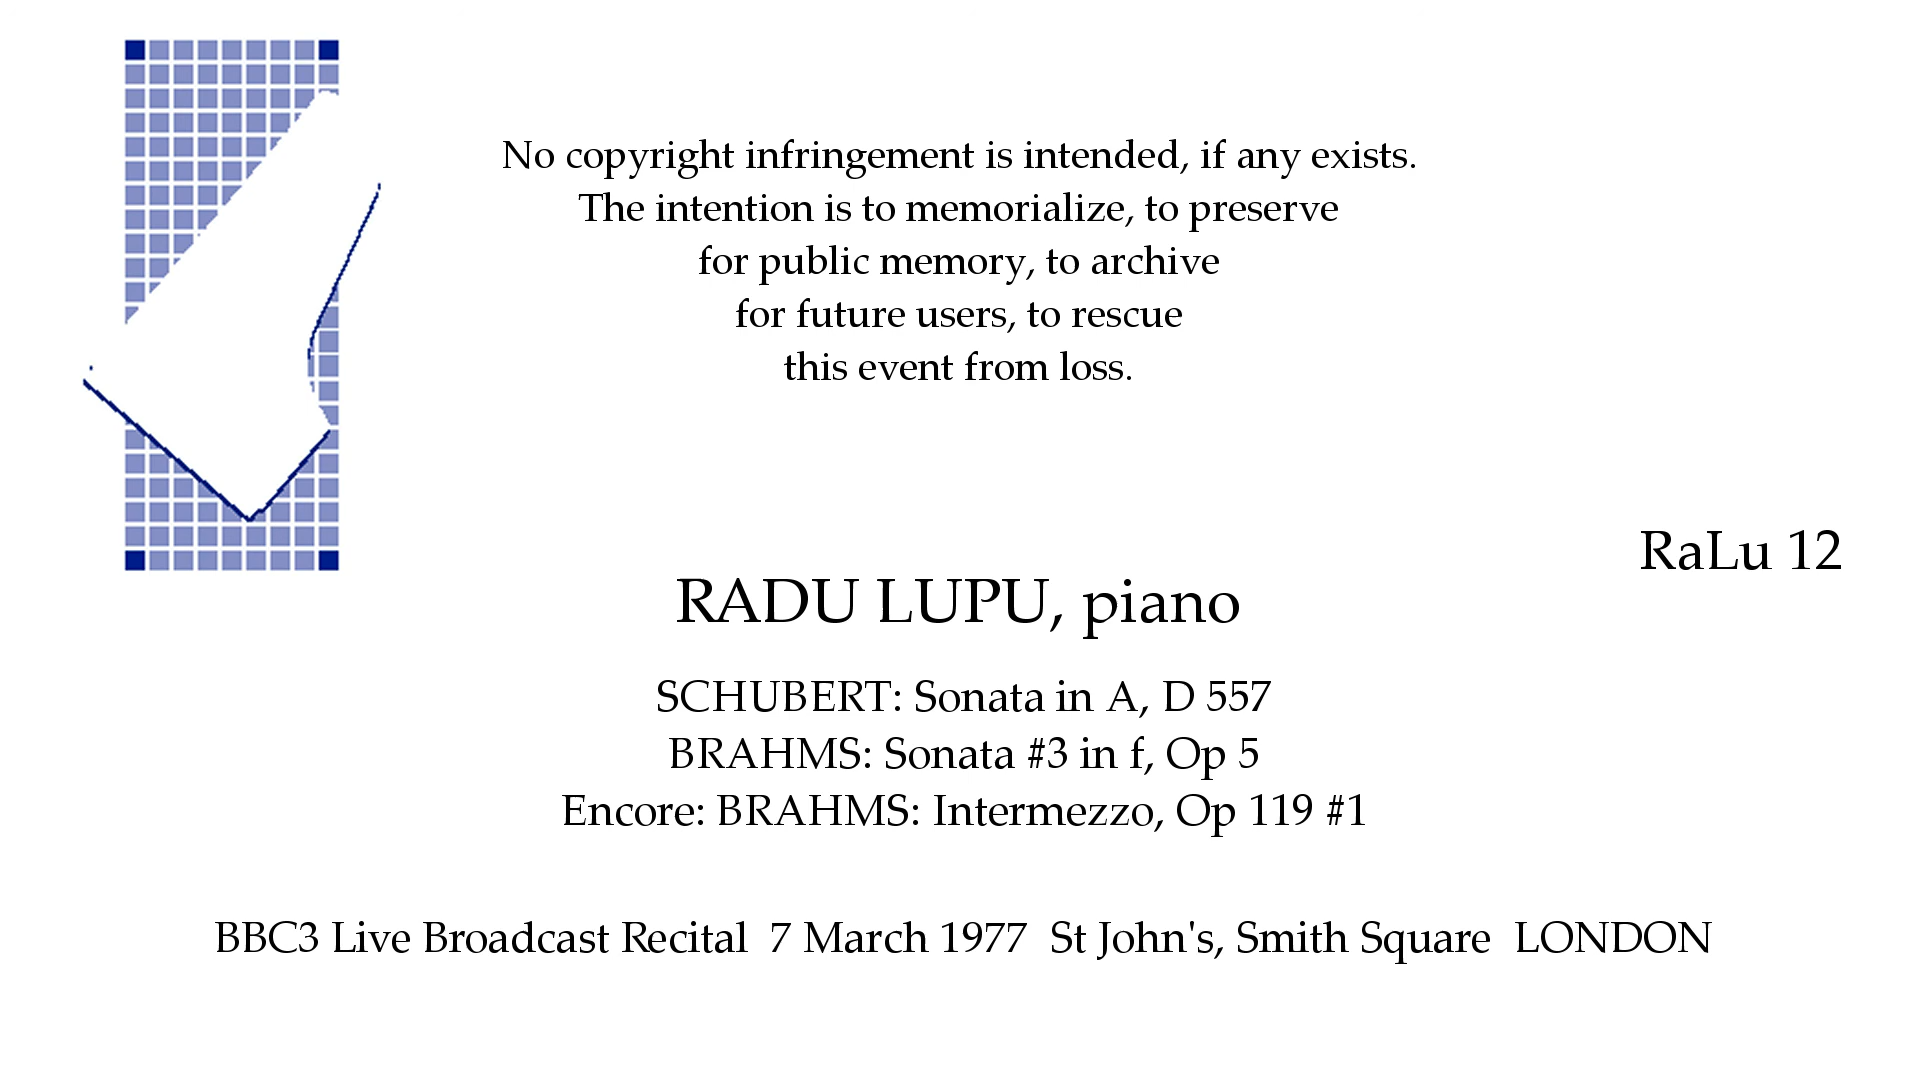 No copyright infringement is intended, if any exists.
The intention is to memorialize, to preserve
for public memory, to archive
for future users, to rescue
this event from loss.
RaLu 12
RADU LUPU, piano
SCHUBERT: Sonata in A, D 557
BRAHMS: Sonata #3 in f, Op 5
Encore: BRAHMS: Intermezzo, Op 119 #1
BBC3 Live Broadcast Recital 7 March 1977 St John's, Smith Square LONDON